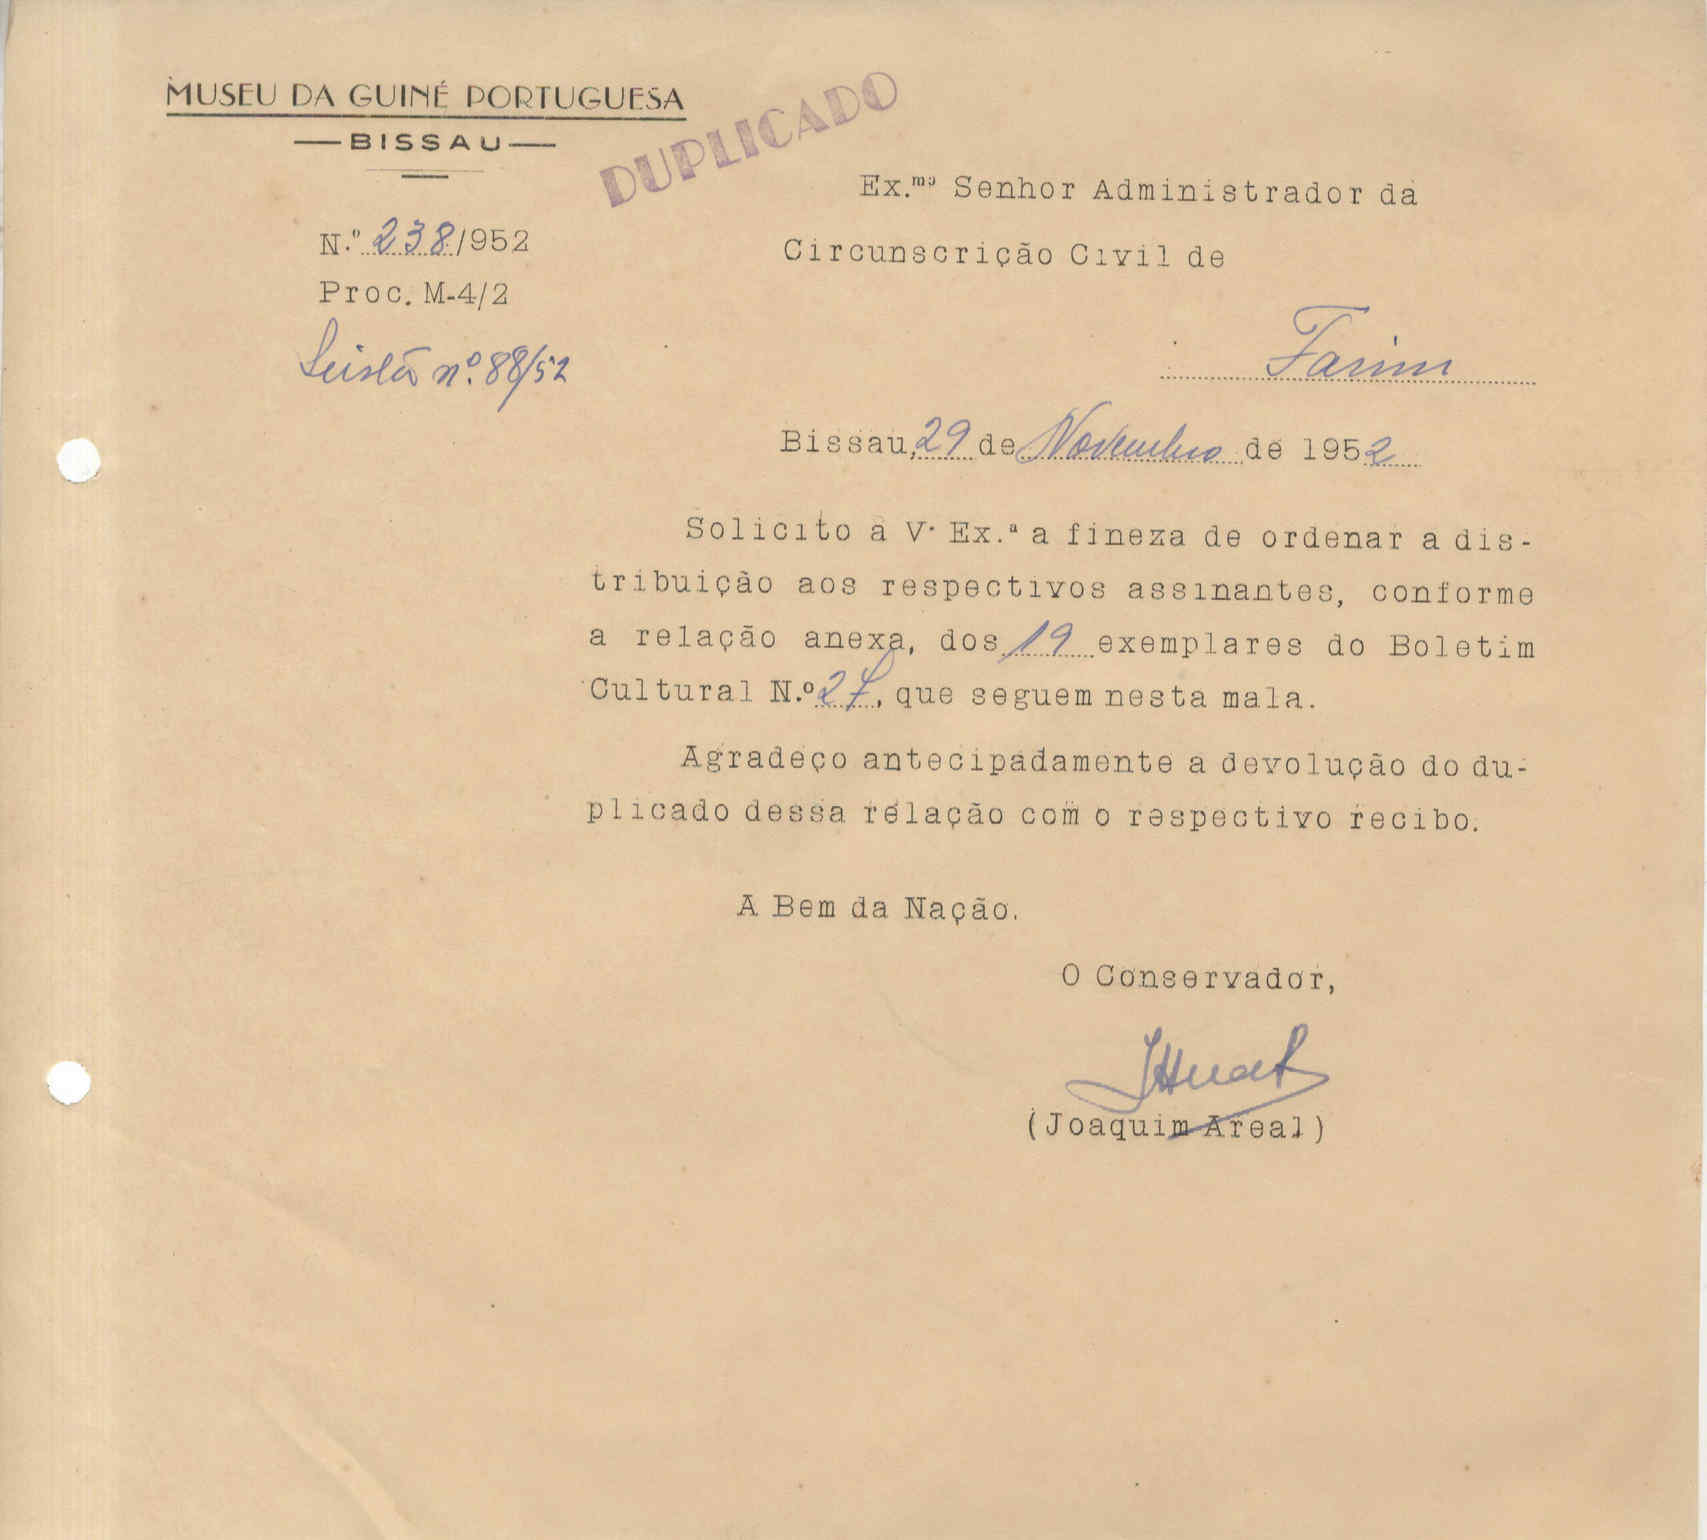 MUSEU DA GUINÉ PORTUGUESA
BISSAU
DUPLICADO
Ex.mo Senhor Administrador da
Circunscrição Civil de
Farim
N.º 238/952
Proc. M-4/2
nº. 88/52
Bissau, 29 de Novembro de 1952
Solicito a V. Ex.ª a fineza de ordenar a dis-
tribuição aos respectivos assinantes, conforme
a relação anexa, dos 19 exemplares do Boletim
Cultural N.º 27, que seguem nesta mala.
Agradeço antecipadamente a devolução do du-
plicado dessa relação com o respectivo recibo.
A Bem da Nação.
O Conservador,
(Joaquim Areal)